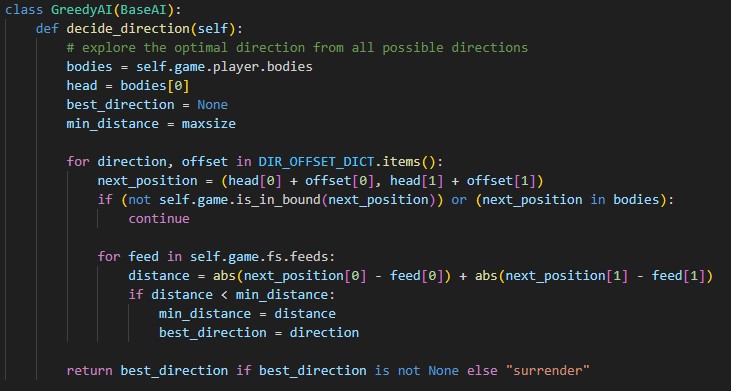 class GreedyAI(BaseAI):
    def decide_direction(self):
        # explore the optimal direction from all possible directions
        bodies = self.game.player.bodies
        head = bodies[0]
        best_direction = None
        min_distance = maxsize

        for direction, offset in DIR_OFFSET_DICT.items():
            next_position = (head[0] + offset[0], head[1] + offset[1])
            if (not self.game.is_in_bound(next_position)) or (next_position in bodies):
                continue

            for feed in self.game.fs.feeds:
                distance = abs(next_position[0] - feed[0]) + abs(next_position[1] - feed[1])
                if distance < min_distance:
                    min_distance = distance
                    best_direction = direction

        return best_direction if best_direction is not None else "surrender"